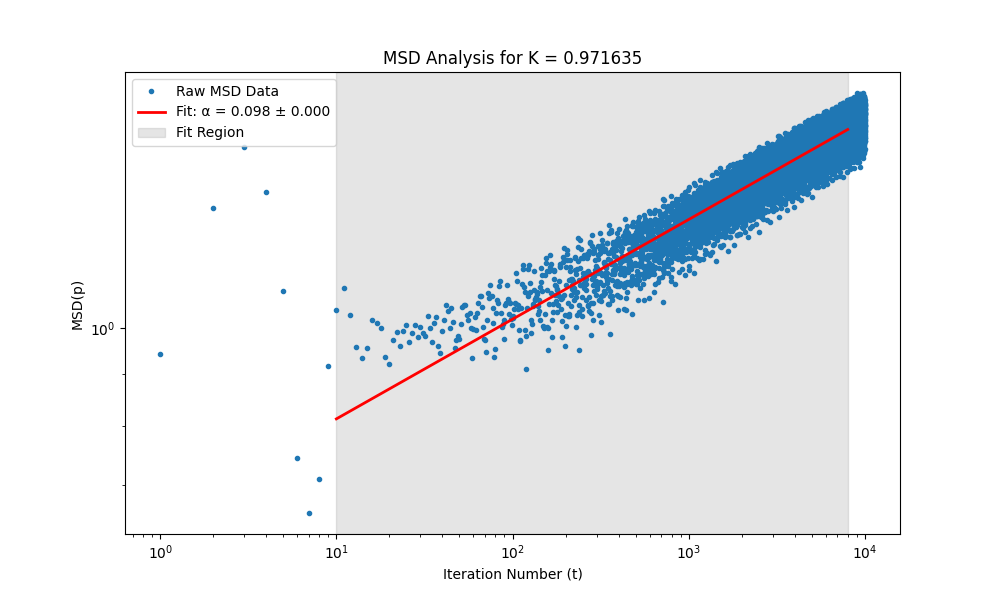 MSD Analysis for K = 0.971635
Raw MSD Data
Fit: α = 0.098 ± 0.000
Fit Region
MSD(p)
10⁰
10⁰
10¹
10²
10³
10⁴
Iteration Number (t)